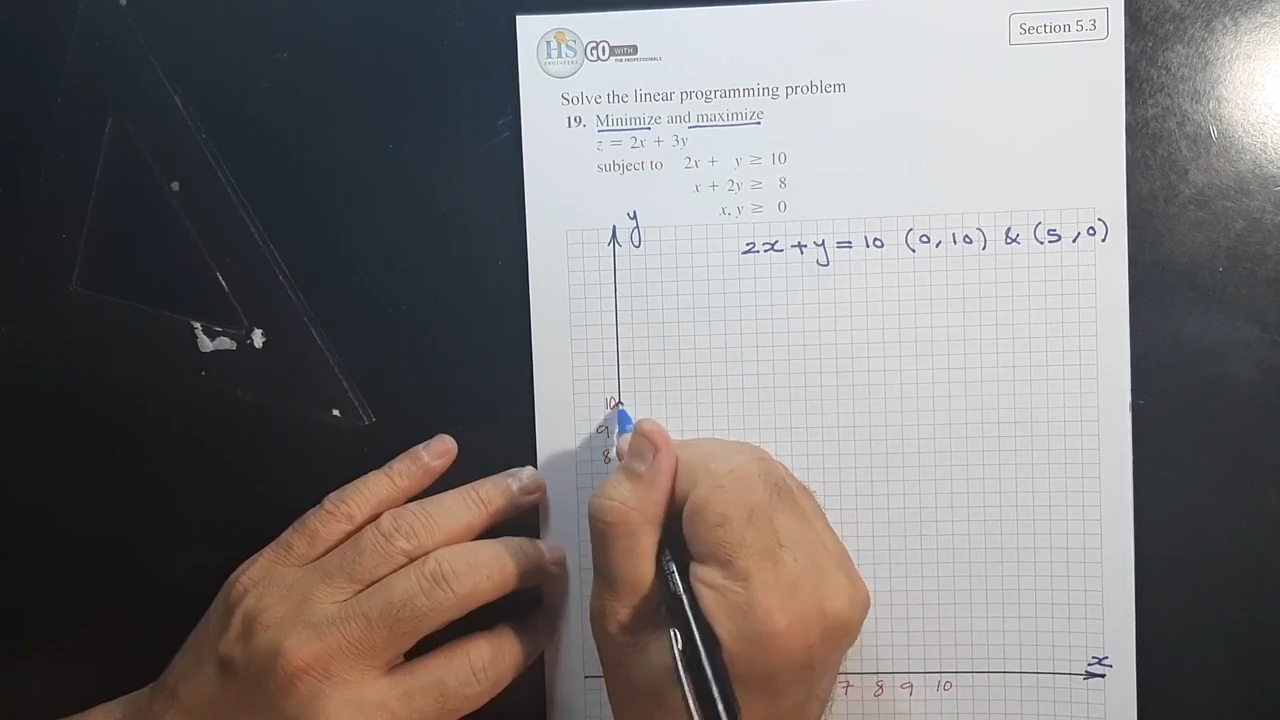 HS
ENGINEERS
GO WITH
THE PROFESSIONALS
Section 5.3
Solve the linear programming problem
19. Minimize and maximize
z = 2x + 3y
subject to 2x + y ≥ 10
x + 2y ≥ 8
x, y ≥ 0
y
2x + y = 10 (0, 10) & (5, 0)
10
9
8
x
7 8 9 10